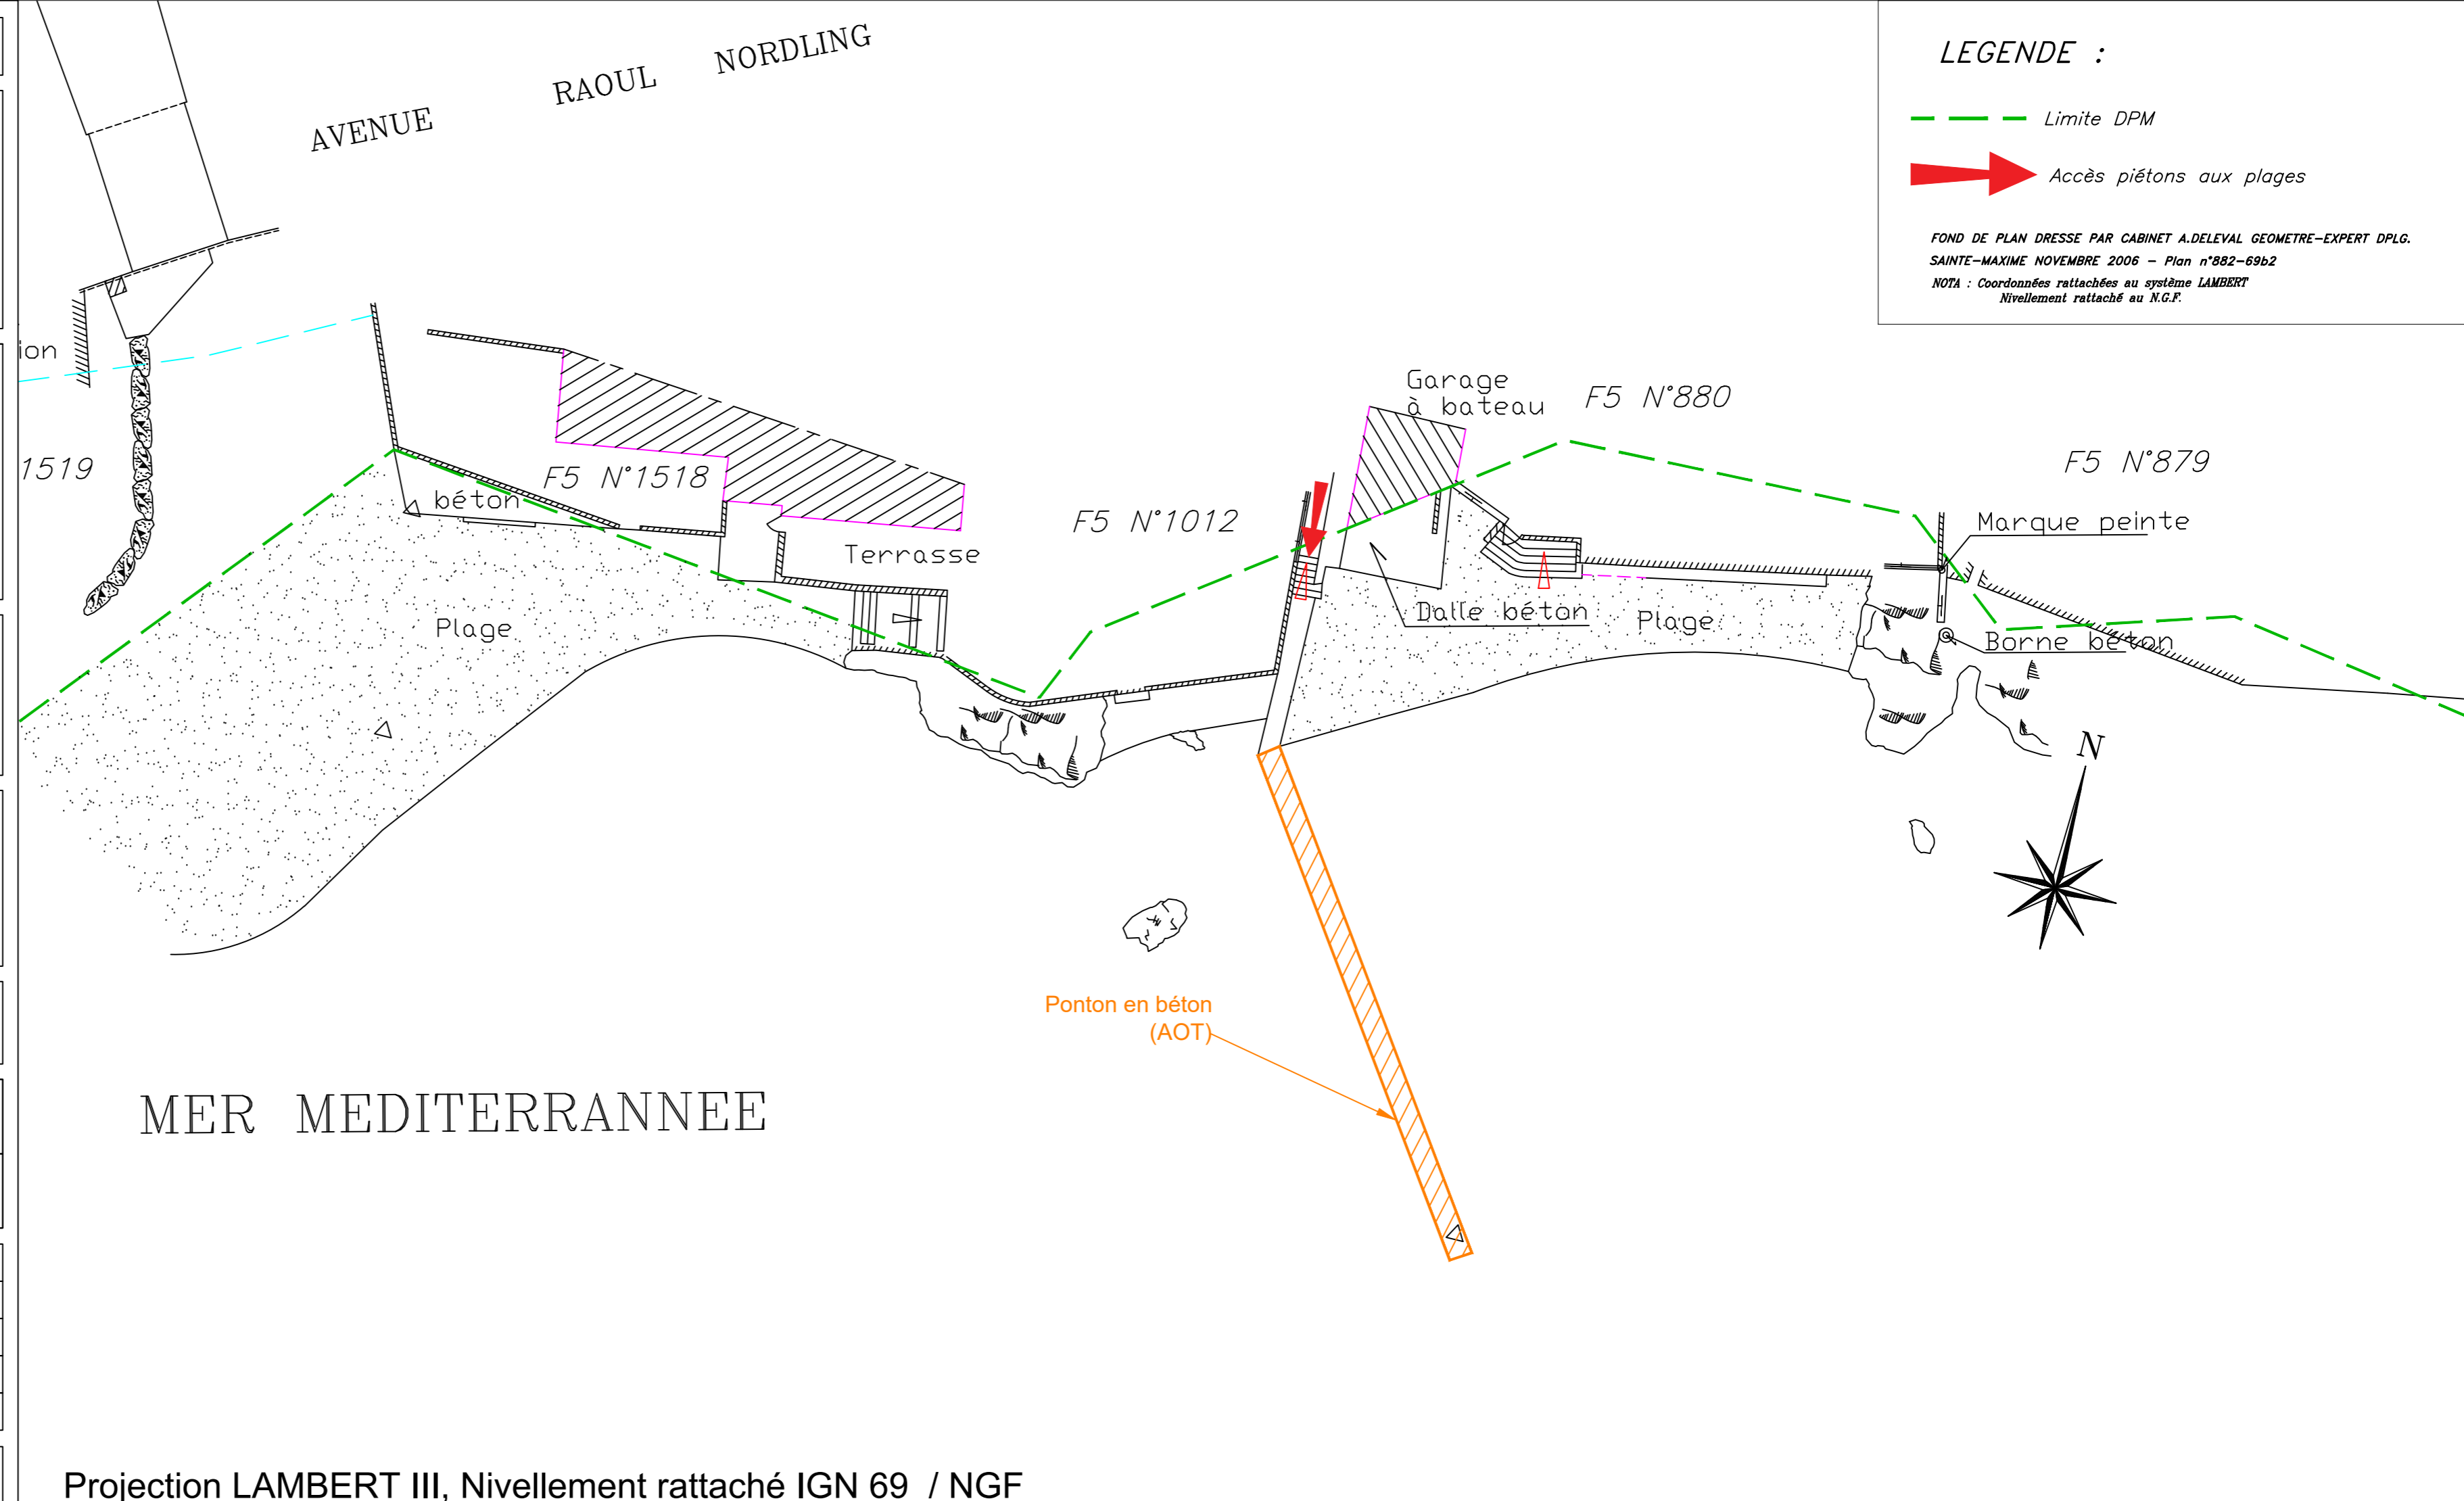 AVENUE RAOUL NORDLING
LEGENDE :
Limite DPM
Accès piétons aux plages
FOND DE PLAN DRESSE PAR CABINET A.DELEVAL GEOMETRE-EXPERT DPLG.
SAINTE-MAXIME NOVEMBRE 2006 - Plan n°882-69b2
NOTA : Coordonnées rattachées au système LAMBERT
Nivellement rattaché au N.G.F.
ion
1519
béton
F5 N°1518
Terrasse
Plage
F5 N°1012
Garage
à bateau
F5 N°880
F5 N°879
Marque peinte
Dalle béton
Plage
Borne béton
N
Ponton en béton
(AOT)
MER MEDITERRANNEE
Projection LAMBERT III, Nivellement rattaché IGN 69 / NGF